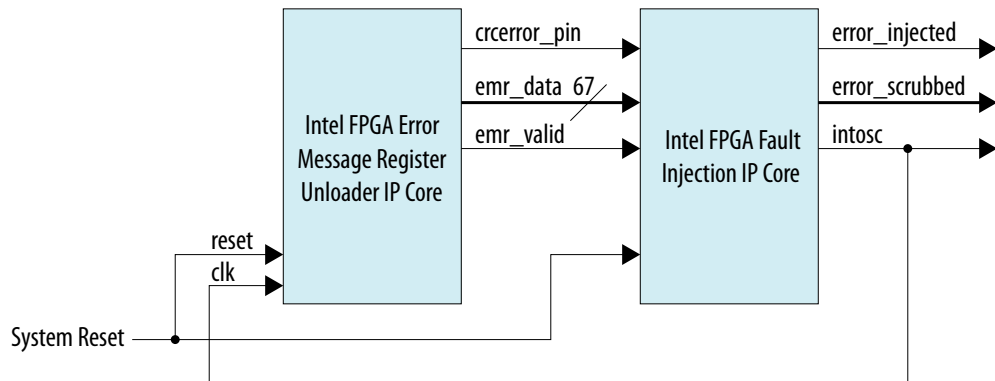 crcerror_pin
error_injected
emr_data 67
error_scrubbed
Intel FPGA Error
Message Register
Unloader IP Core
emr_valid
Intel FPGA Fault
Injection IP Core
intosc
reset
clk
System Reset